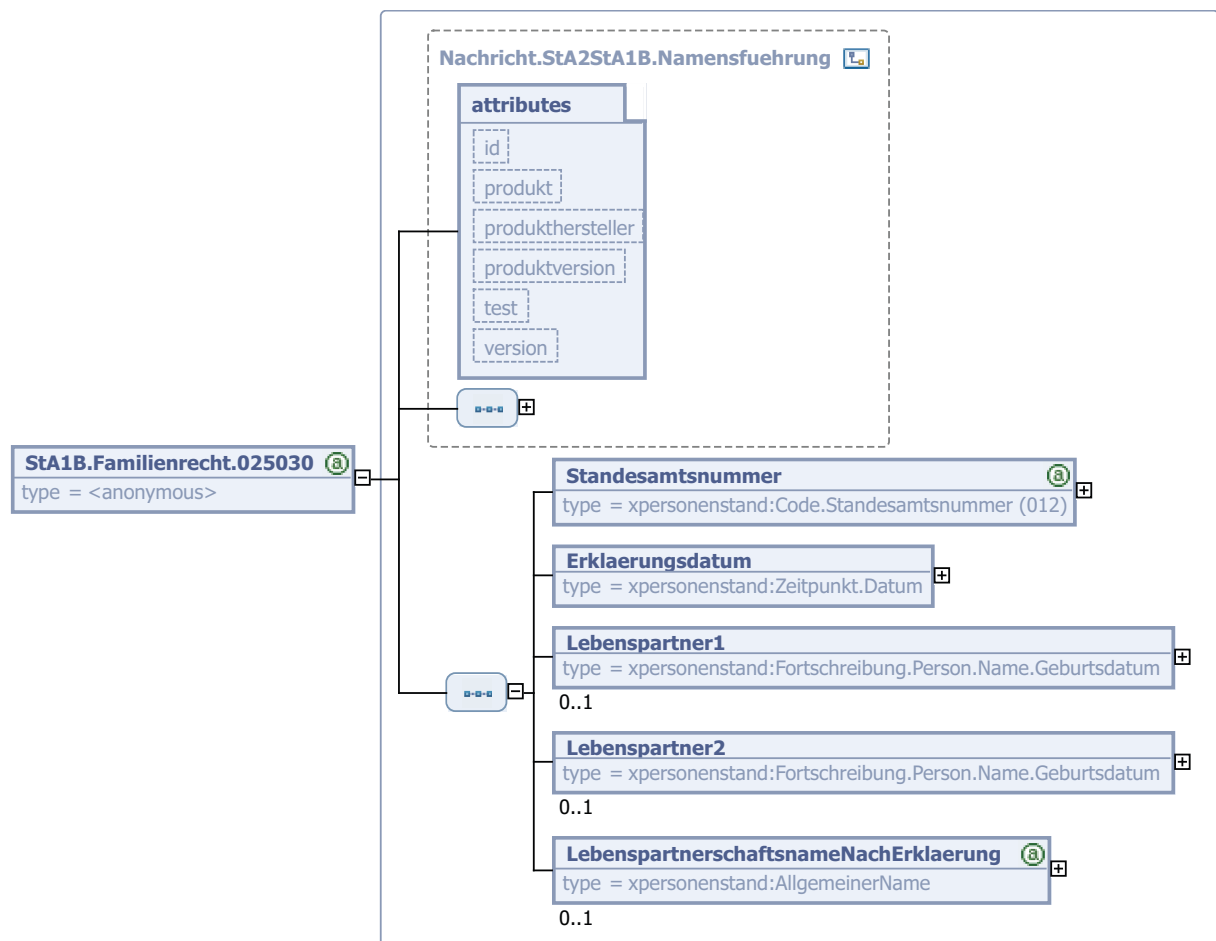 Nachricht.StA2StA1B.Namensfuehrung
attributes
id
produkt
produkthersteller
produktversion
test
version
StA1B.Familienrecht.025030
type = <anonymous>
Standesamtsnummer
type = xpersonenstand:Code.Standesamtsnummer (012)
Erklaerungsdatum
type = xpersonenstand:Zeitpunkt.Datum
Lebenspartner1
type = xpersonenstand:Fortschreibung.Person.Name.Geburtsdatum
0..1
Lebenspartner2
type = xpersonenstand:Fortschreibung.Person.Name.Geburtsdatum
0..1
LebenspartnerschaftsnameNachErklaerung
type = xpersonenstand:AllgemeinerName
0..1